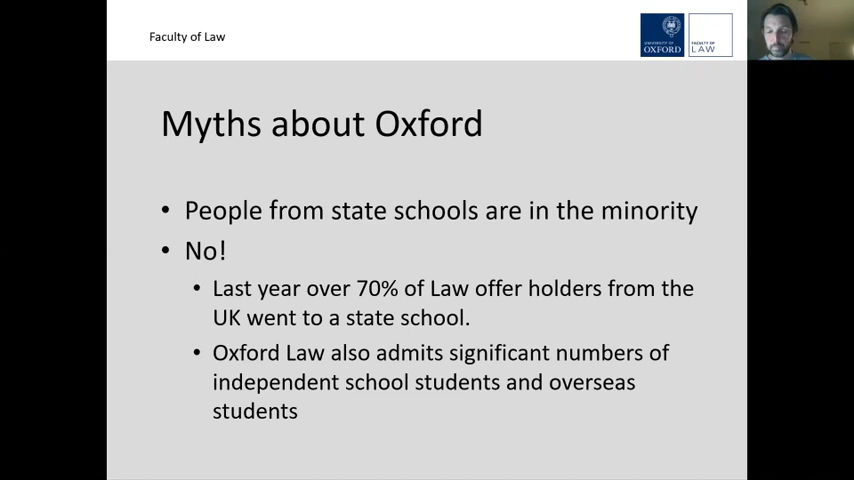 Faculty of Law
UNIVERSITY OF
OXFORD
FACULTY OF
LAW
Myths about Oxford
• People from state schools are in the minority
• No!
• Last year over 70% of Law offer holders from the
UK went to a state school.
• Oxford Law also admits significant numbers of
independent school students and overseas
students